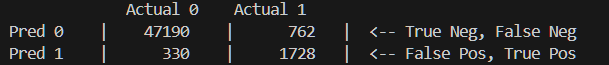 Actual 0 Actual 1
Pred 0 | 47190 762 | <-- True Neg, False Neg
Pred 1 | 330 1728 | <-- False Pos, True Pos